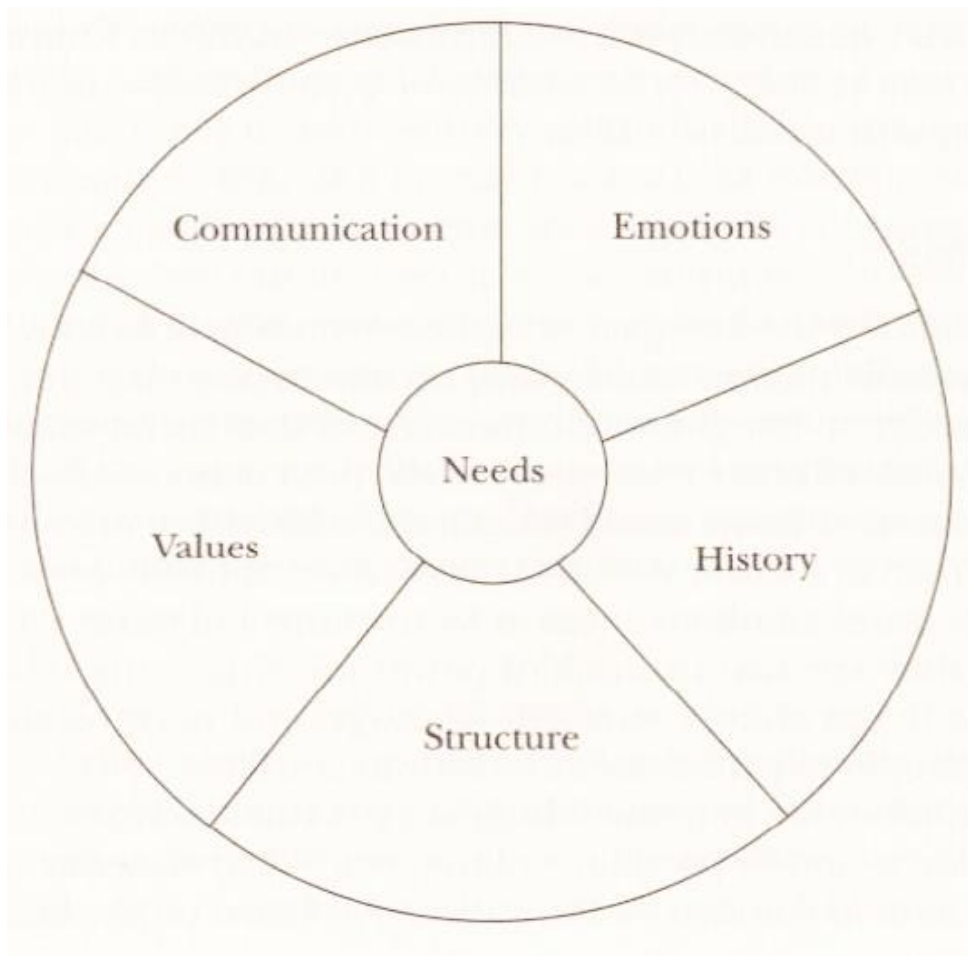 Communication
Emotions
Needs
Values
History
Structure